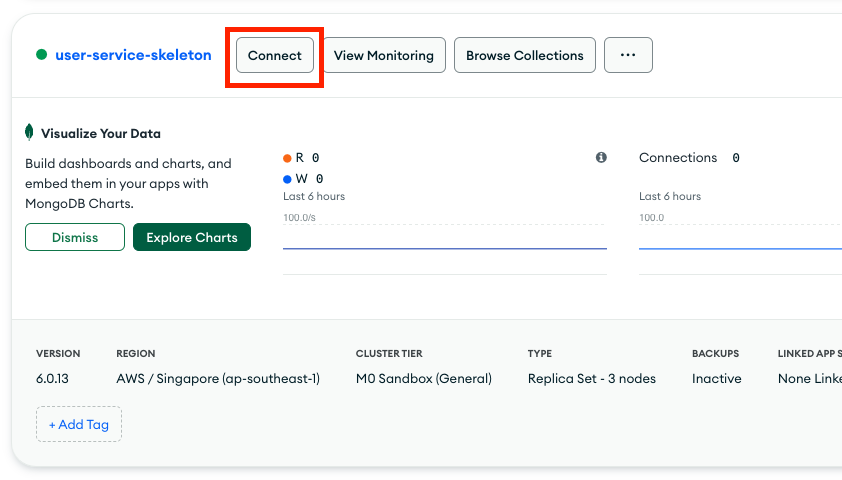 user-service-skeleton Connect View Monitoring Browse Collections ...
Visualize Your Data
Build dashboards and charts, and
embed them in your apps with
MongoDB Charts.
Dismiss Explore Charts
R 0
W 0
Last 6 hours
100.0/s
Connections 0
Last 6 hours
100.0
VERSION REGION CLUSTER TIER TYPE BACKUPS LINKED APP S
6.0.13 AWS / Singapore (ap-southeast-1) M0 Sandbox (General) Replica Set - 3 nodes Inactive None Linke
+ Add Tag